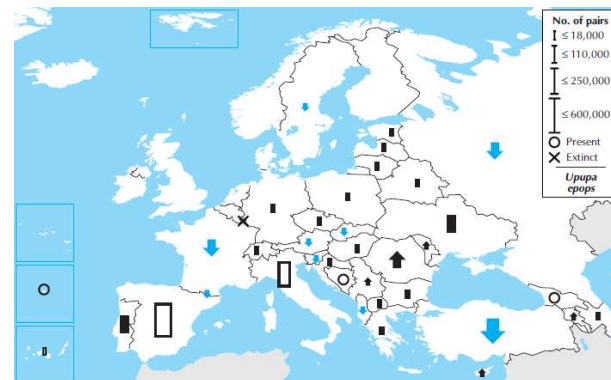 No. of pairs
≤ 18,000
≤ 110,000
≤ 250,000
≤ 600,000
Present
Extinct
Upupa
epops